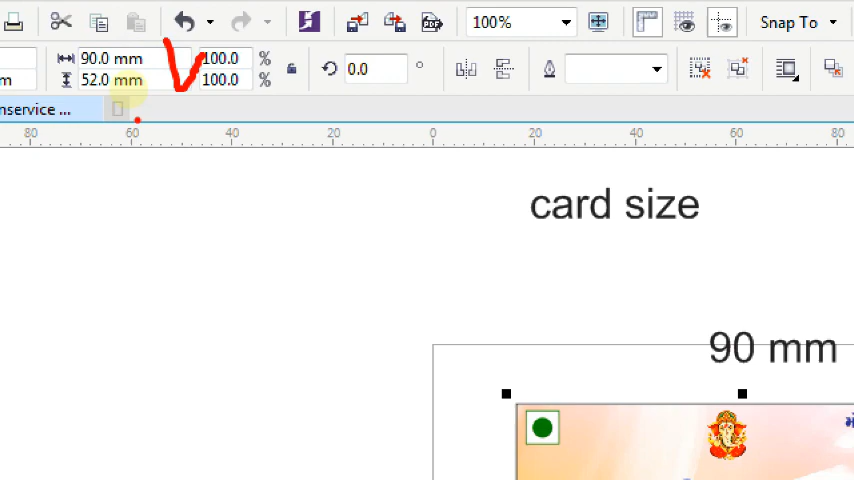 100%
Snap To
90.0 mm
100.0 %
m
52.0 mm
100.0 %
0.0 °
nservice ...
80 60 40 20 0 20 40 60 80
card size
90 mm